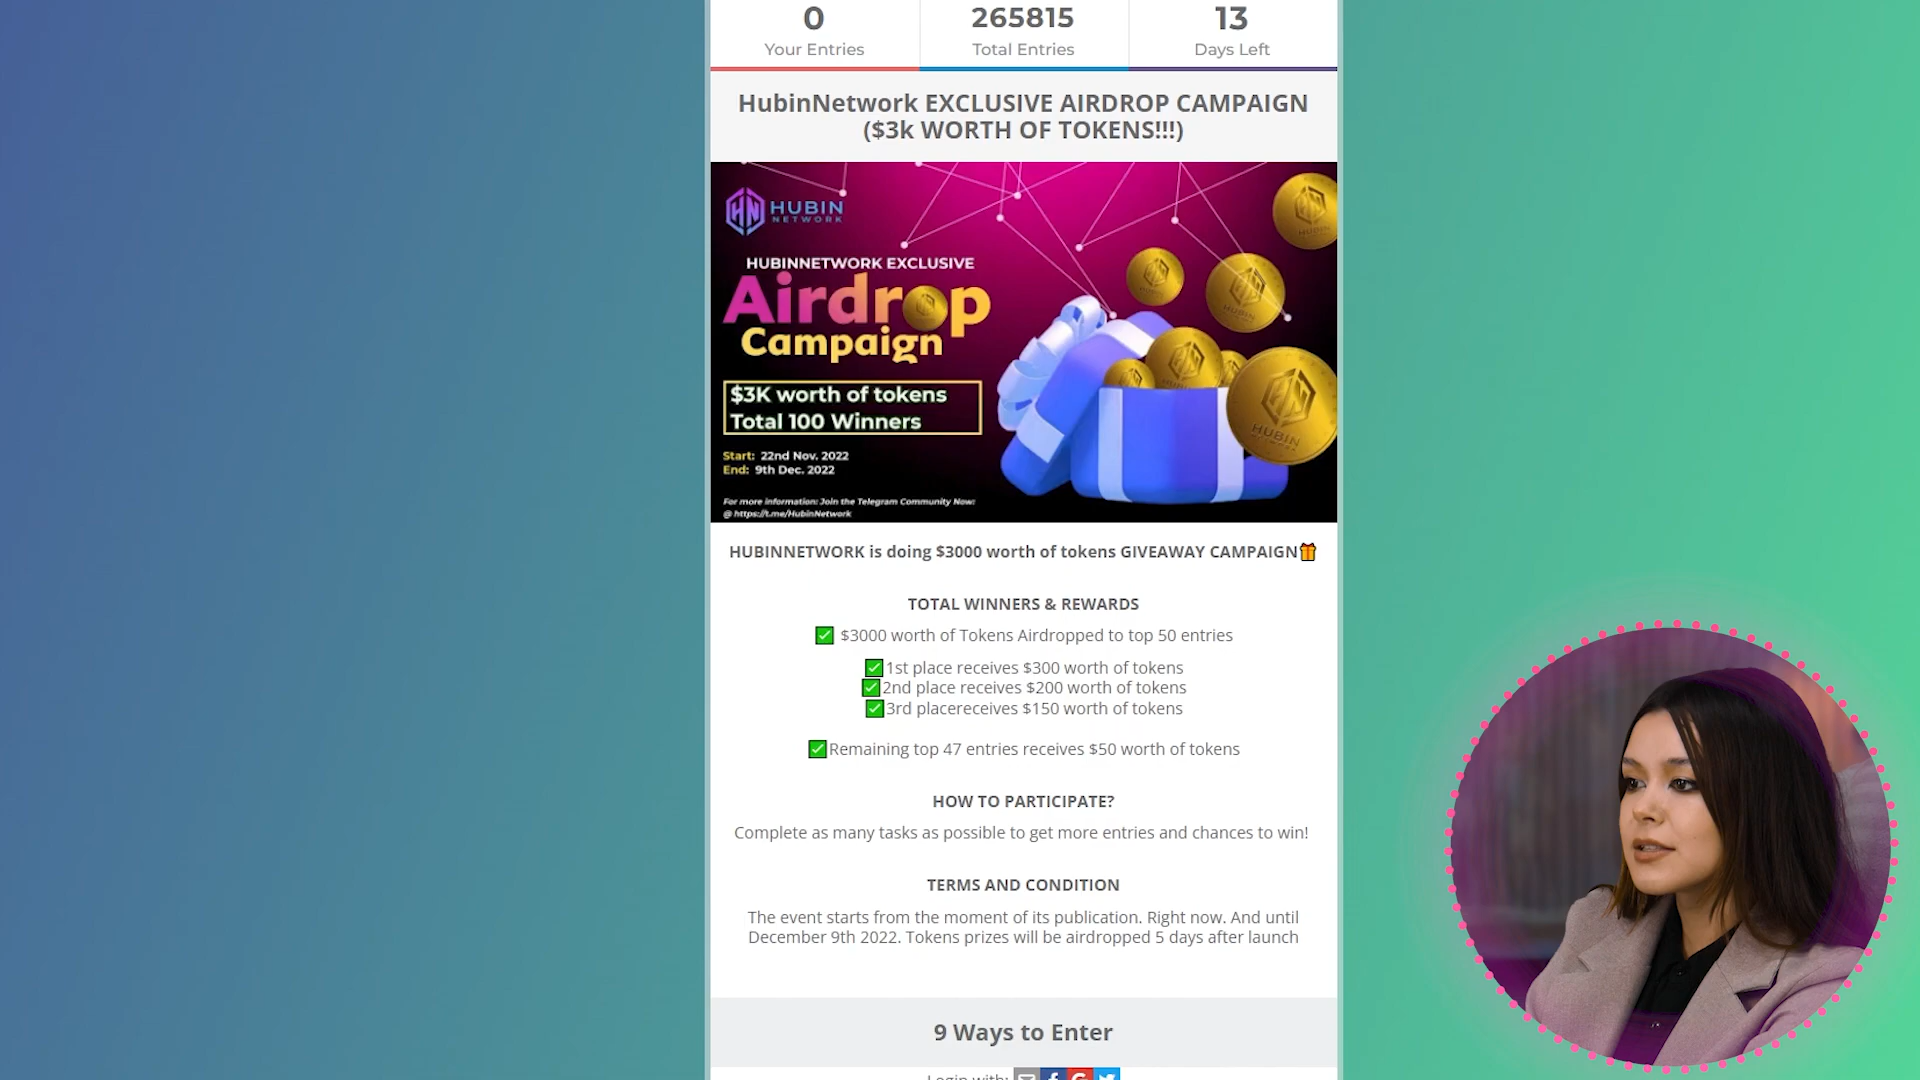 0
Your Entries
265815
Total Entries
13
Days Left
HubinNetwork EXCLUSIVE AIRDROP CAMPAIGN
($3k WORTH OF TOKENS!!!)
HUBIN
NETWORK
HUBINNETWORK EXCLUSIVE
Airdrop
Campaign
$3K worth of tokens
Total 100 Winners
Start: 22nd Nov. 2022
End: 9th Dec. 2022
For more information: Join the Telegram Community Now:
@ https://t.me/HubinNetwork
HUBIN
HUBIN
HUBIN
HUBINNETWORK is doing $3000 worth of tokens GIVEAWAY CAMPAIGN🎁
TOTAL WINNERS & REWARDS
✅ $3000 worth of Tokens Airdropped to top 50 entries
✅1st place receives $300 worth of tokens
✅2nd place receives $200 worth of tokens
✅3rd placereceives $150 worth of tokens
✅Remaining top 47 entries receives $50 worth of tokens
HOW TO PARTICIPATE?
Complete as many tasks as possible to get more entries and chances to win!
TERMS AND CONDITION
The event starts from the moment of its publication. Right now. And until
December 9th 2022. Tokens prizes will be airdropped 5 days after launch
9 Ways to Enter
Login with: